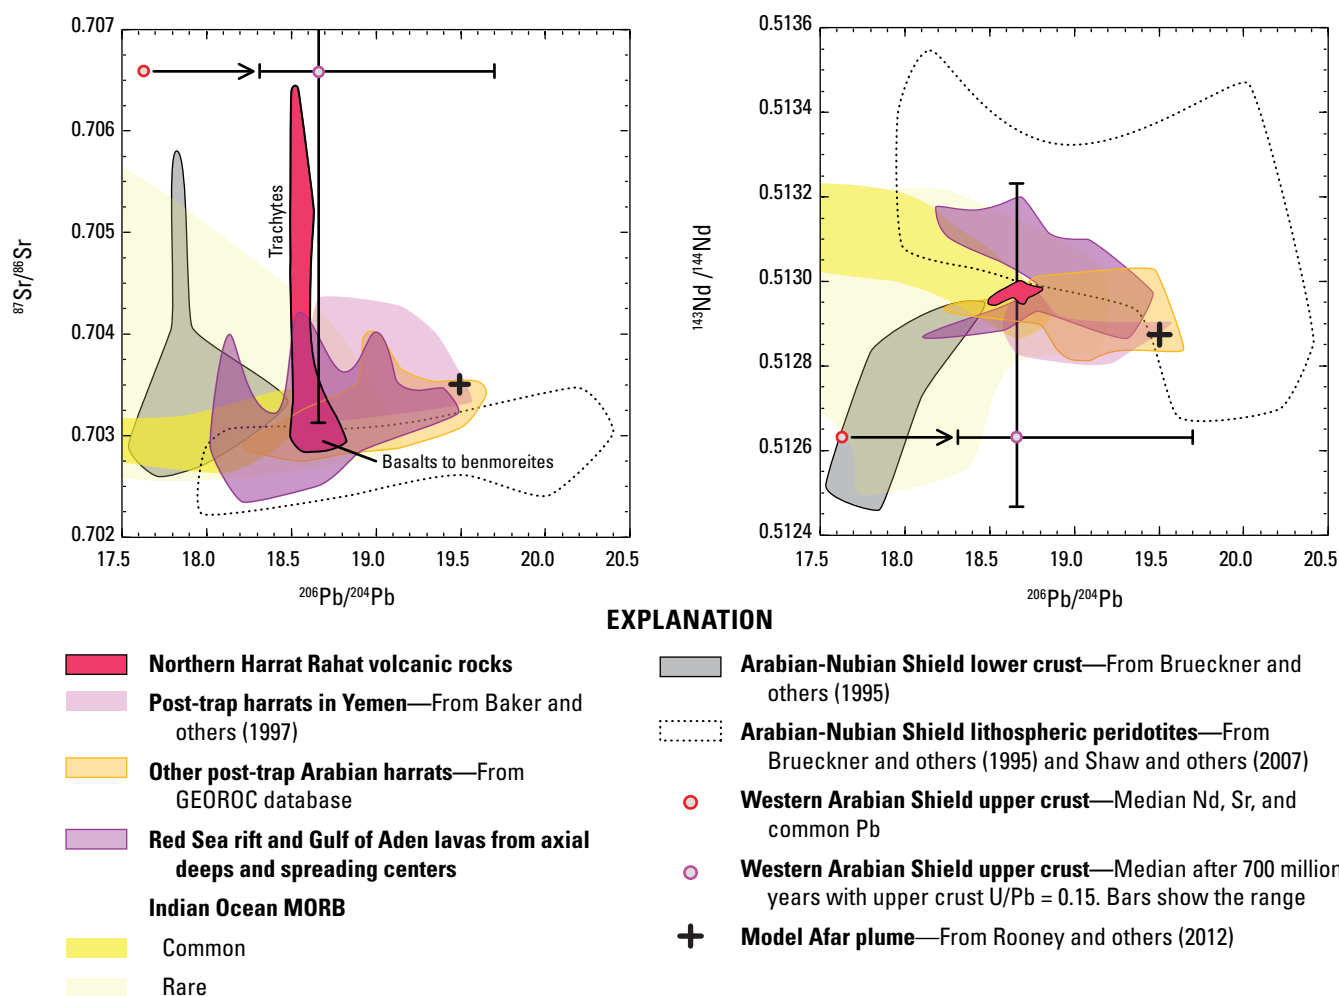 0.707
0.706
0.705
0.704
0.703
0.702
87Sr/86Sr
17.5 18.0 18.5 19.0 19.5 20.0 20.5
206Pb/204Pb
Trachytes
Basalts to benmoreites
0.5136
0.5134
0.5132
0.5130
0.5128
0.5126
0.5124
143Nd /144Nd
17.5 18.0 18.5 19.0 19.5 20.0 20.5
206Pb/204Pb
EXPLANATION
Northern Harrat Rahat volcanic rocks
Post-trap harrats in Yemen—From Baker and
others (1997)
Other post-trap Arabian harrats—From
GEOROC database
Red Sea rift and Gulf of Aden lavas from axial
deeps and spreading centers
Indian Ocean MORB
Common
Rare
Arabian-Nubian Shield lower crust—From Brueckner and
others (1995)
Arabian-Nubian Shield lithospheric peridotites—From
Brueckner and others (1995) and Shaw and others (2007)
Western Arabian Shield upper crust—Median Nd, Sr, and
common Pb
Western Arabian Shield upper crust—Median after 700 million
years with upper crust U/Pb = 0.15. Bars show the range
Model Afar plume—From Rooney and others (2012)